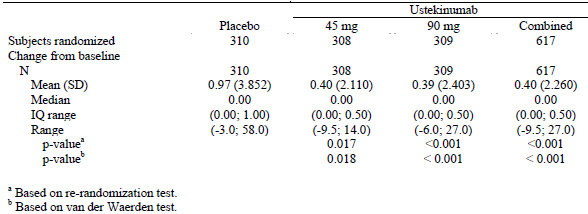 Ustekinumab
Placebo 45 mg 90 mg Combined
Subjects randomized 310 308 309 617
Change from baseline
N 310 308 309 617
Mean (SD) 0.97 (3.852) 0.40 (2.110) 0.39 (2.403) 0.40 (2.260)
Median 0.00 0.00 0.00 0.00
IQ range (0.00; 1.00) (0.00; 0.50) (0.00; 0.50) (0.00; 0.50)
Range (-3.0; 58.0) (-9.5; 14.0) (-6.0; 27.0) (-9.5; 27.0)
p-valueᵃ 0.017 <0.001 <0.001
p-valueᵇ 0.018 < 0.001 < 0.001
ᵃ Based on re-randomization test.
ᵇ Based on van der Waerden test.